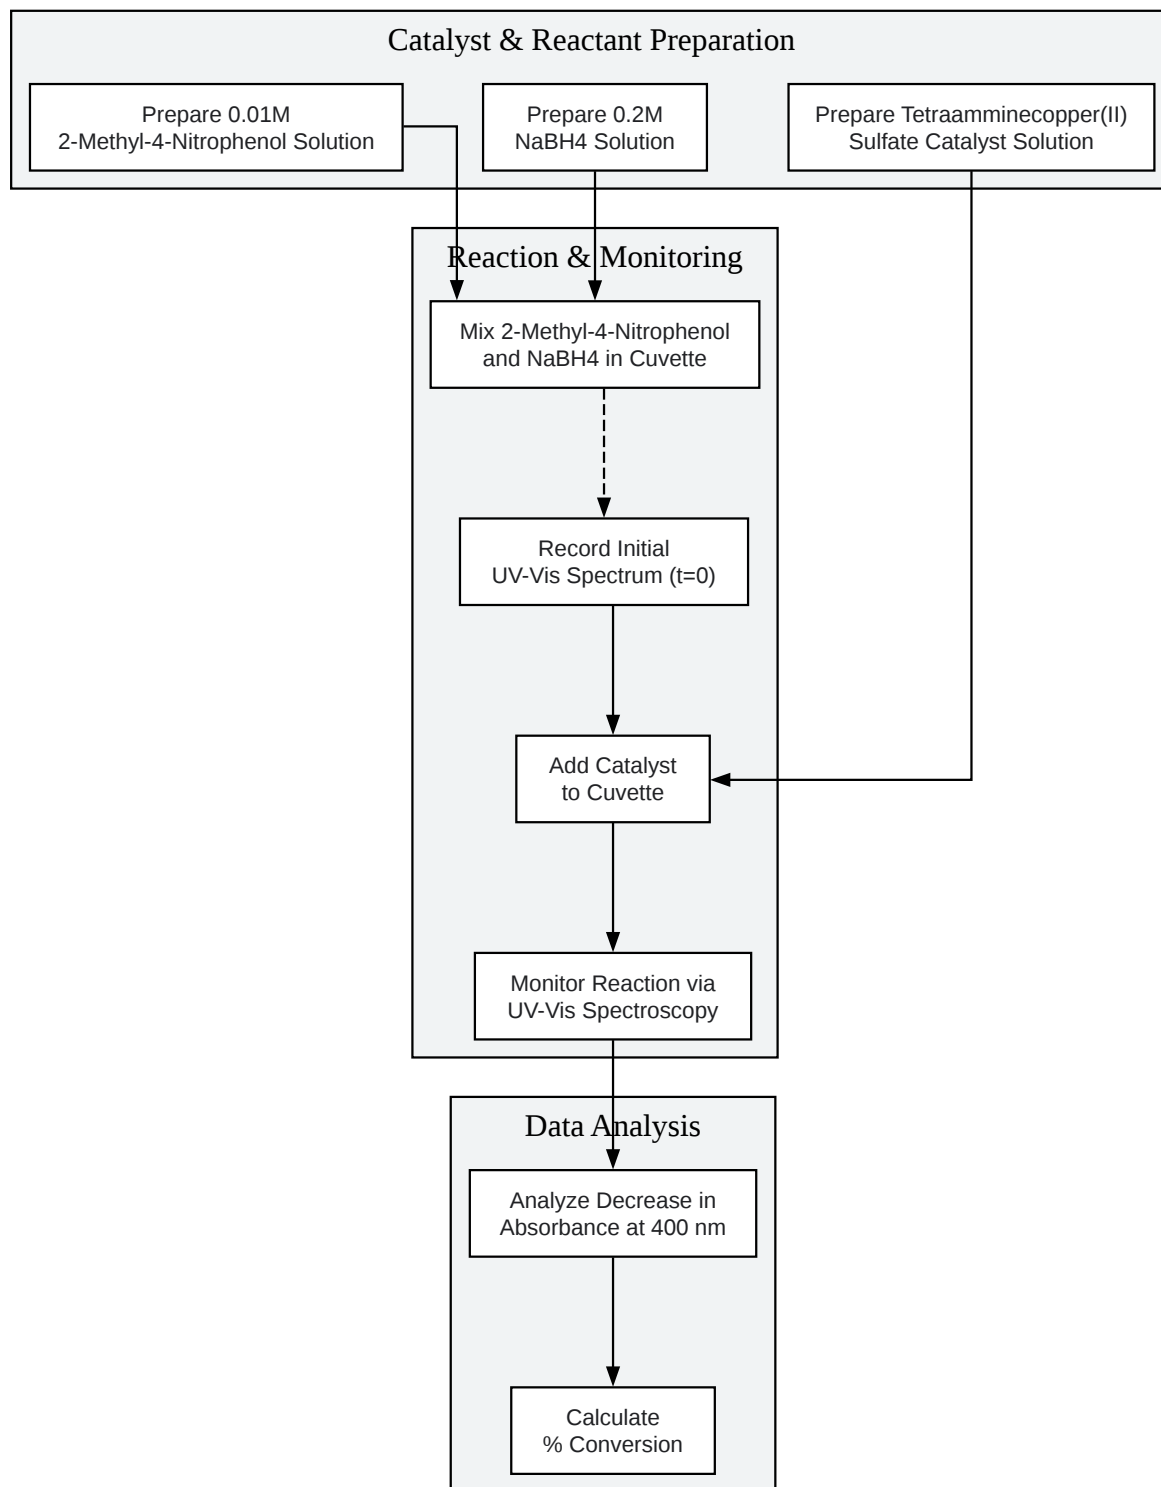 Catalyst & Reactant Preparation
Prepare 0.01M
2-Methyl-4-Nitrophenol Solution
Prepare 0.2M
NaBH4 Solution
Prepare Tetraamminecopper(II)
Sulfate Catalyst Solution
Reaction & Monitoring
Mix 2-Methyl-4-Nitrophenol
and NaBH4 in Cuvette
Record Initial
UV-Vis Spectrum (t=0)
Add Catalyst
to Cuvette
Monitor Reaction via
UV-Vis Spectroscopy
Data Analysis
Analyze Decrease in
Absorbance at 400 nm
Calculate
% Conversion